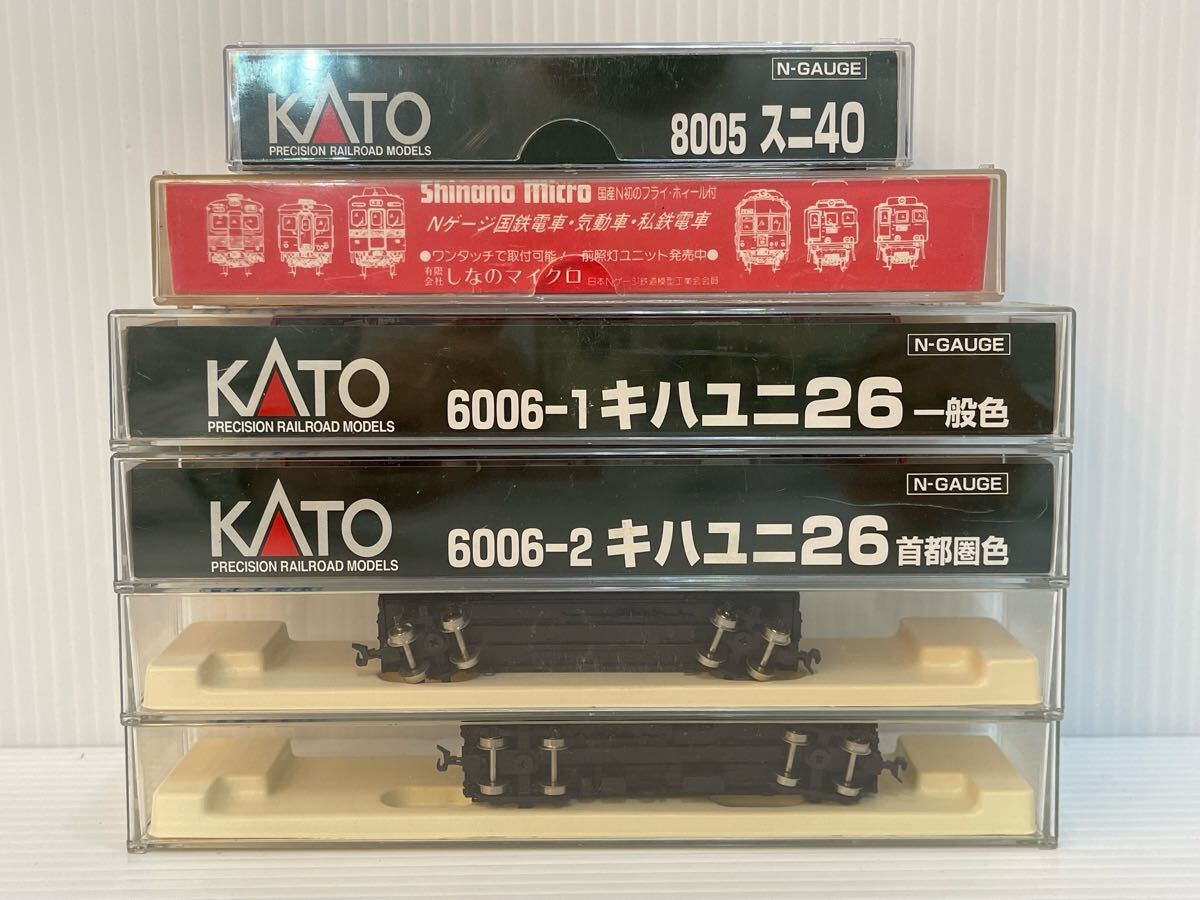 N-GAUGE
KATO
PRECISION RAILROAD MODELS
8005 スニ40
Shinano Micro 国産N初のフライ・ホィール付
Nゲージ国鉄電車・気動車・私鉄電車
●ワンタッチで取付可能/ 前照灯ユニット発売中●
有限会社 しなのマイクロ 日本Nゲージ鉄道模型工業会会員
N-GAUGE
KATO
PRECISION RAILROAD MODELS
6006-1 キハユニ26 一般色
N-GAUGE
KATO
PRECISION RAILROAD MODELS
6006-2 キハユニ26 首都圏色